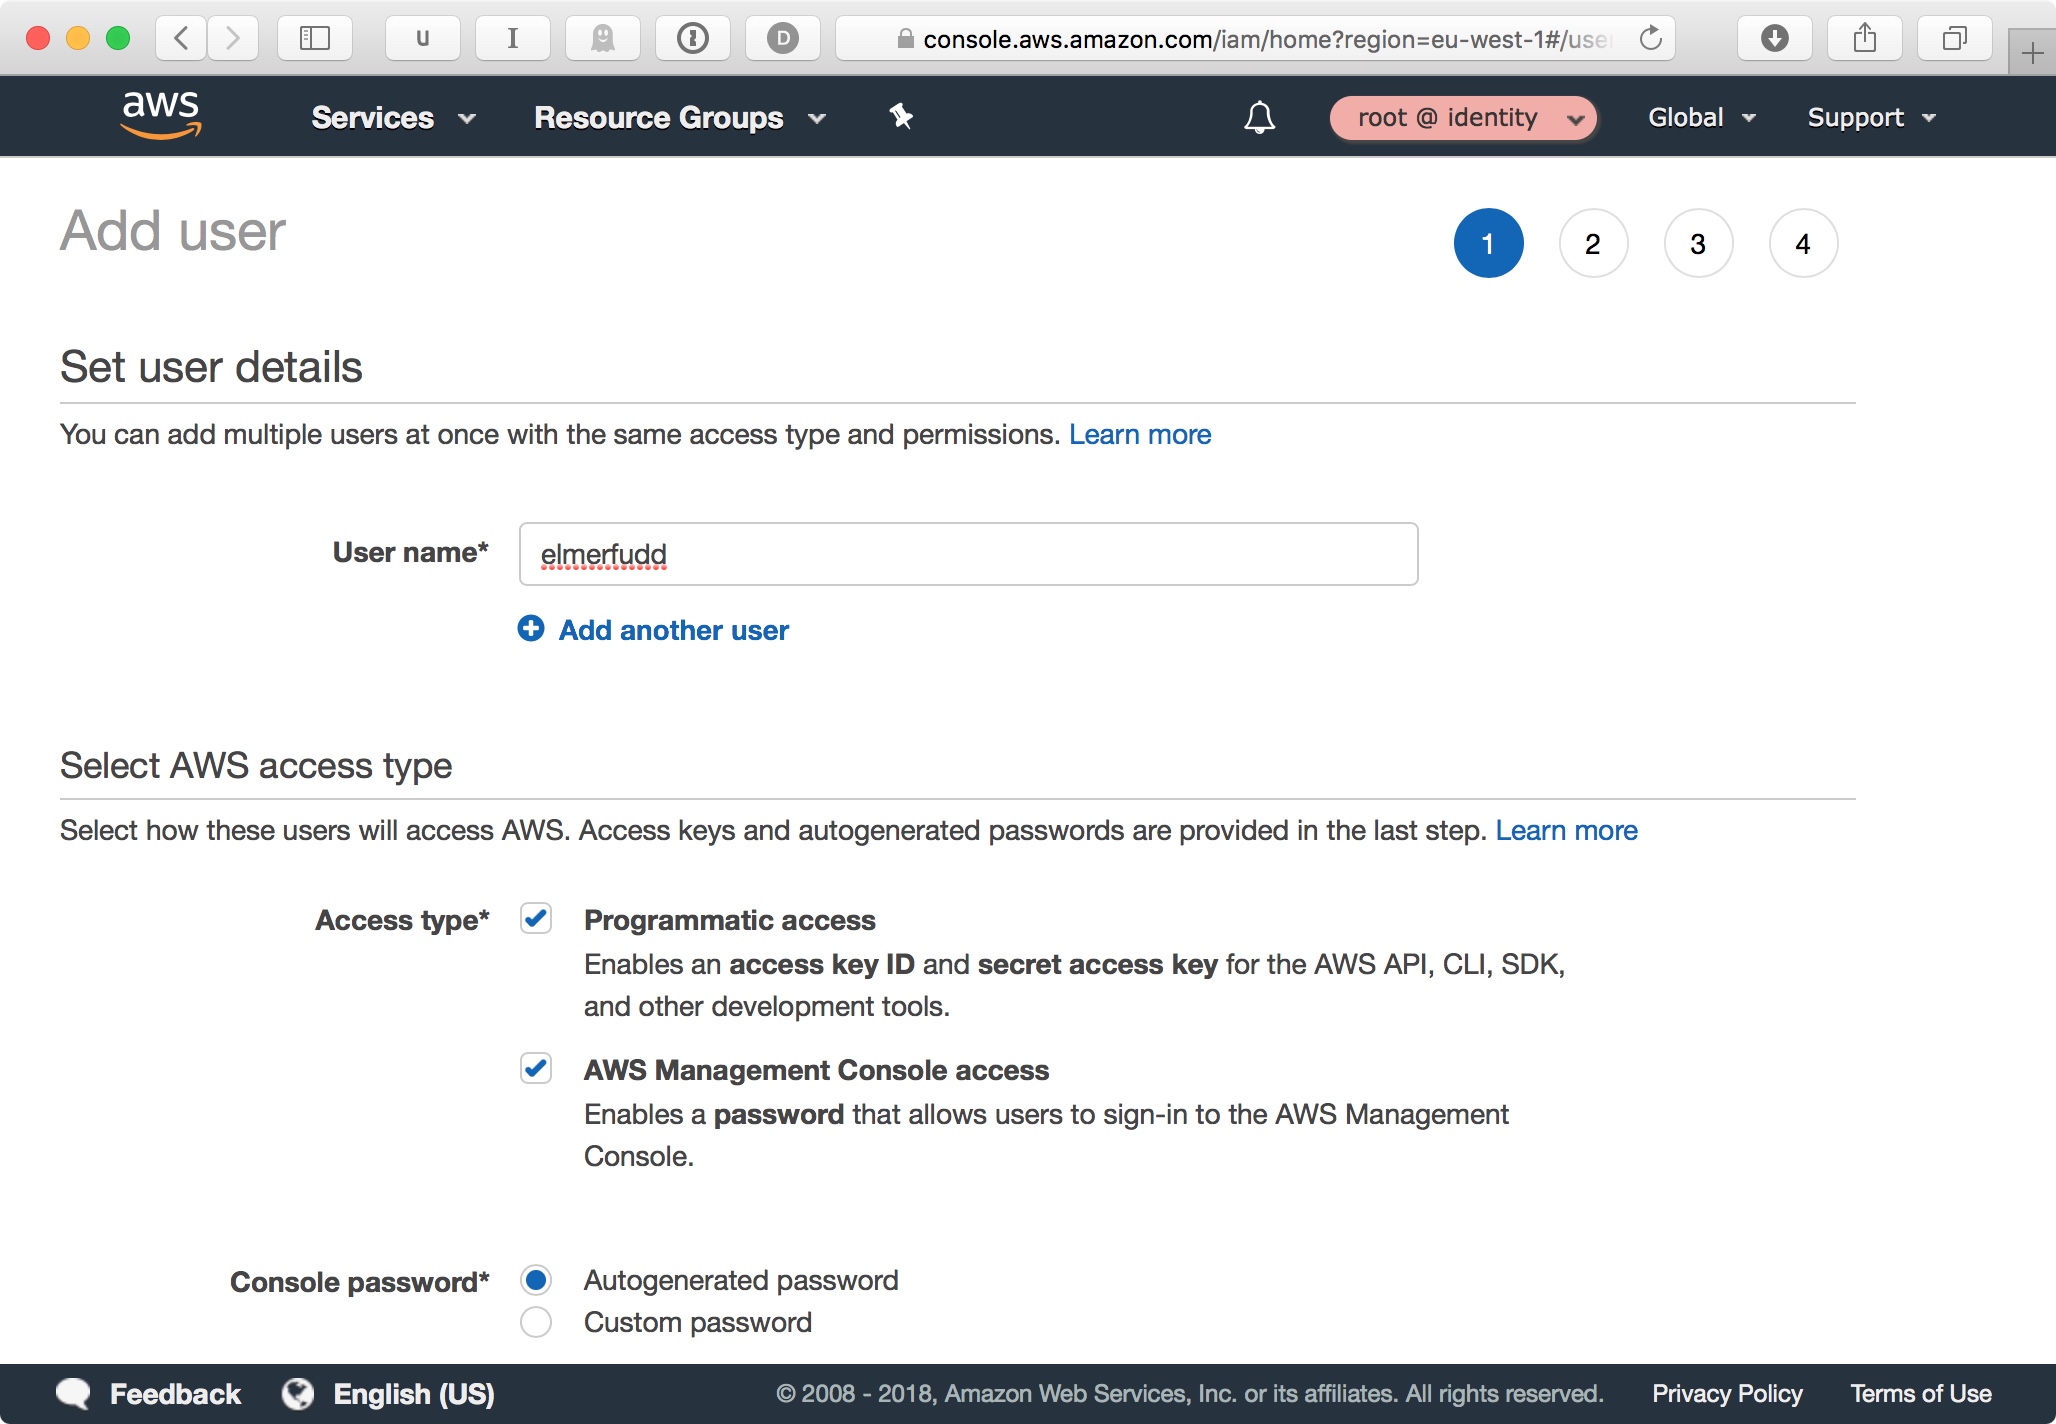 U I D console.aws.amazon.com/iam/home?region=eu-west-1#/use
aws Services Resource Groups root @ identity Global Support
Add user 1 2 3 4
Set user details
You can add multiple users at once with the same access type and permissions. Learn more
User name* elmerfudd
Add another user
Select AWS access type
Select how these users will access AWS. Access keys and autogenerated passwords are provided in the last step. Learn more
Access type* Programmatic access
Enables an access key ID and secret access key for the AWS API, CLI, SDK,
and other development tools.
AWS Management Console access
Enables a password that allows users to sign-in to the AWS Management
Console.
Console password* Autogenerated password
Custom password
Feedback English (US) © 2008 - 2018, Amazon Web Services, Inc. or its affiliates. All rights reserved. Privacy Policy Terms of Use